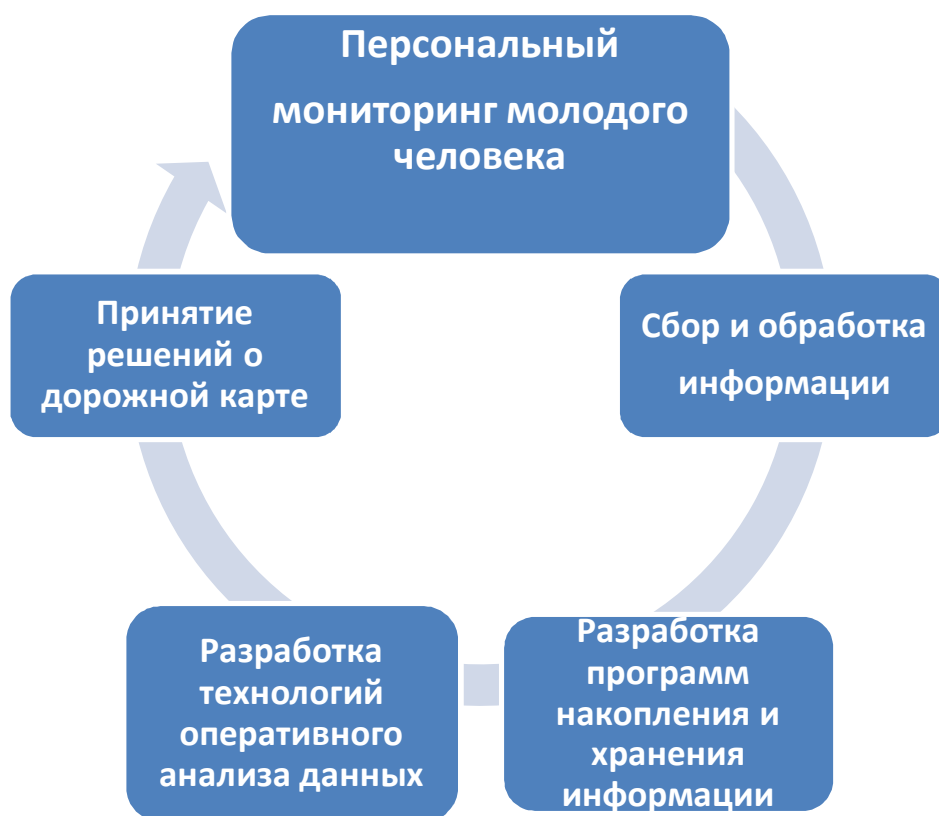 Персональный
мониторинг молодого
человека
Сбор и обработка
информации
Разработка
программ
накопления и
хранения
информации
Разработка
технологий
оперативного
анализа данных
Принятие
решений о
дорожной карте